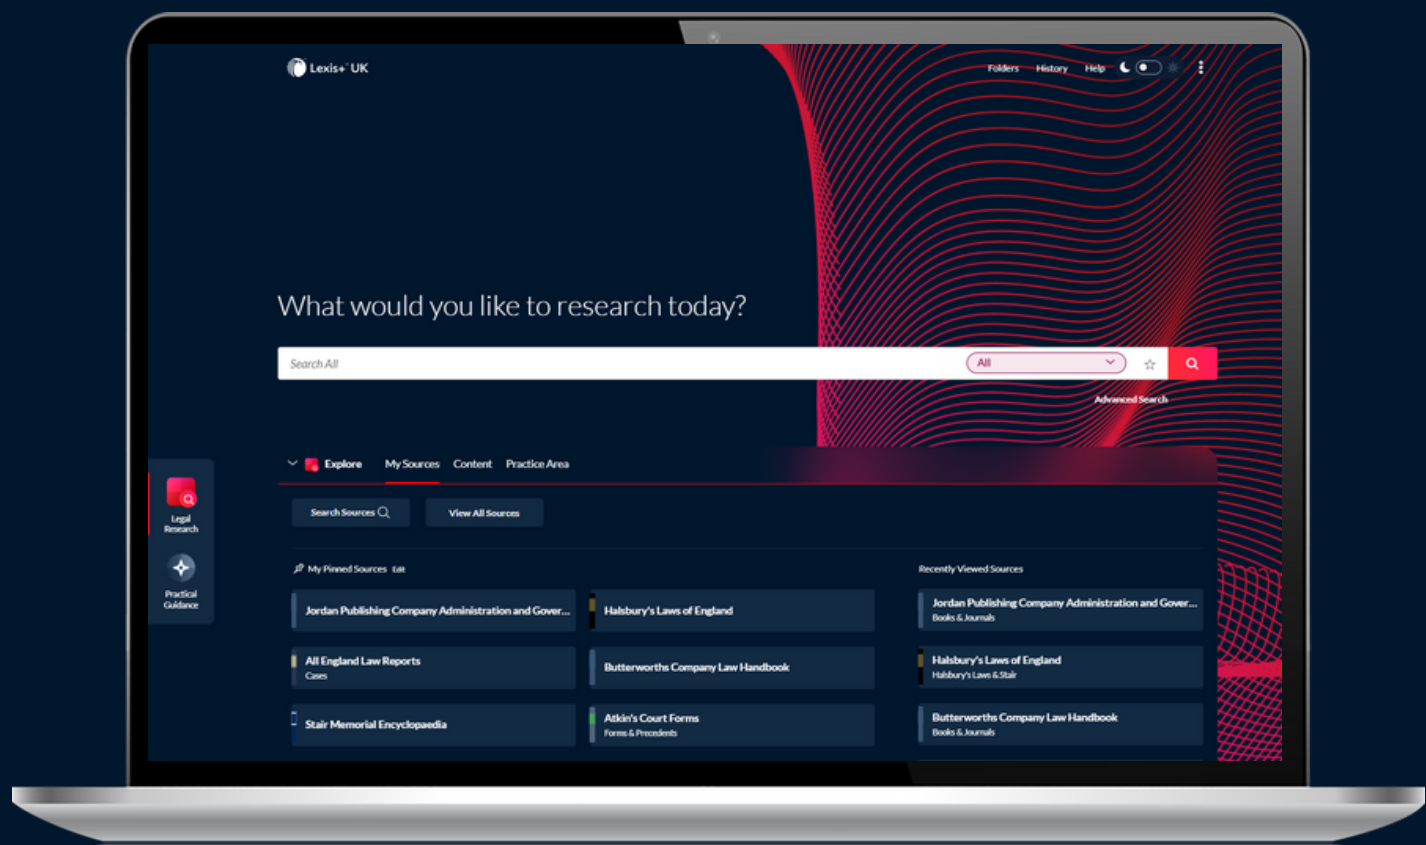 Lexis+ UK
Folders History Help
What would you like to research today?
Search All
All
Advanced Search
Explore My Sources Content Practice Area
Search Sources View All Sources
Legal
Research
Practical
Guidance
My Pinned Sources Edit
Jordan Publishing Company Administration and Gover...
Halsbury's Laws of England
All England Law Reports
Cases
Butterworths Company Law Handbook
Stair Memorial Encyclopaedia
Atkin's Court Forms
Forms & Precedents
Recently Viewed Sources
Jordan Publishing Company Administration and Gover...
Books & Journals
Halsbury's Laws of England
Halsbury's Laws & Stair
Butterworths Company Law Handbook
Books & Journals